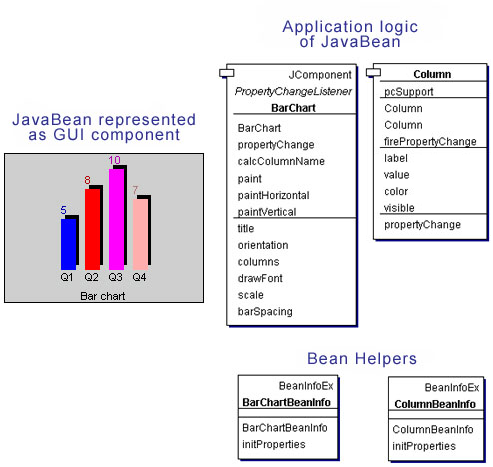 Application logic
of JavaBean
JavaBean represented
as GUI component
10
8
7
5
Q1 Q2 Q3 Q4
Bar chart
JComponent
PropertyChangeListener
BarChart
BarChart
propertyChange
calcColumnName
paint
paintHorizontal
paintVertical
title
orientation
columns
drawFont
scale
barSpacing
Column
pcSupport
Column
Column
firePropertyChange
label
value
color
visible
propertyChange
Bean Helpers
BeanInfoEx
BarChartBeanInfo
BarChartBeanInfo
initProperties
BeanInfoEx
ColumnBeanInfo
ColumnBeanInfo
initProperties